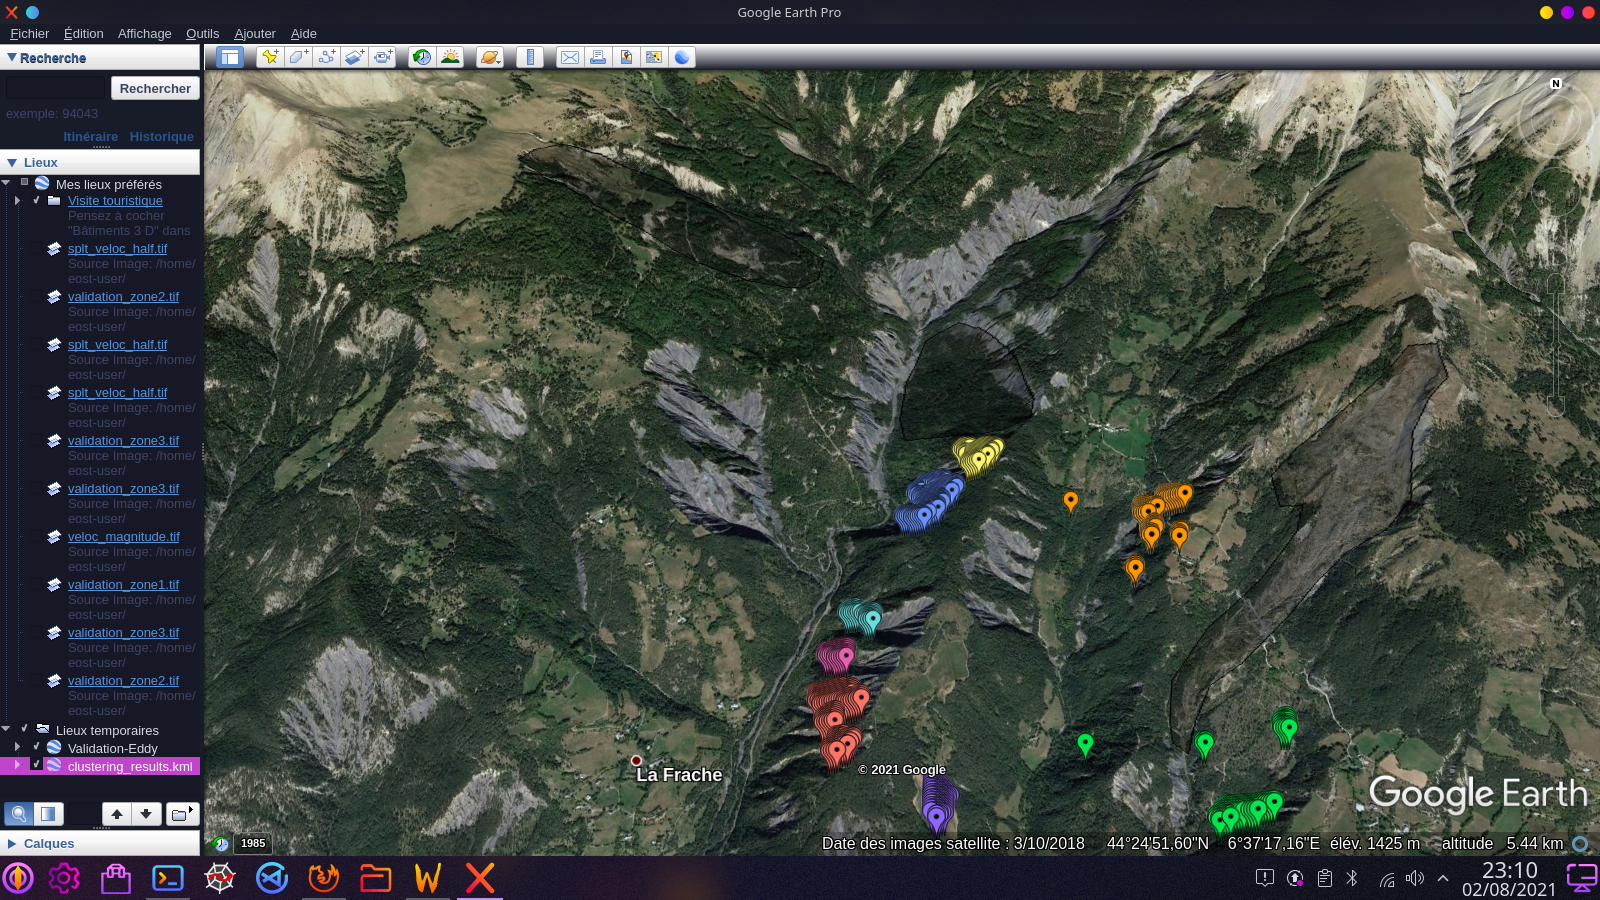 Google Earth Pro
Fichier Édition Affichage Outils Ajouter Aide
Recherche
Rechercher
exemple: 94043
Itinéraire Historique
Lieux
Mes lieux préférés
Visite touristique
Pensez à cocher
"Bâtiments 3 D" dans
splt_veloc_half.tif
Source Image: /home/
eost-user/
validation_zone2.tif
Source Image: /home/
eost-user/
splt_veloc_half.tif
Source Image: /home/
eost-user/
splt_veloc_half.tif
Source Image: /home/
eost-user/
validation_zone3.tif
Source Image: /home/
eost-user/
validation_zone3.tif
Source Image: /home/
eost-user/
veloc_magnitude.tif
Source Image: /home/
eost-user/
validation_zone1.tif
Source Image: /home/
eost-user/
validation_zone3.tif
Source Image: /home/
eost-user/
validation_zone2.tif
Source Image: /home/
eost-user/
Lieux temporaires
Validation-Eddy
clustering_results.kml
Calques
N
La Frache
© 2021 Google
Google Earth
1985
Date des images satellite : 3/10/2018 44°24'51,60"N 6°37'17,16"E élév. 1425 m altitude 5.44 km
23:10
02/08/2021